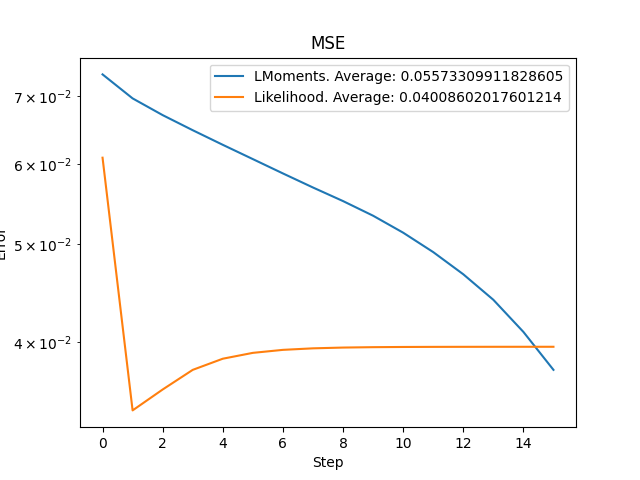 MSE
LMoments. Average: 0.05573309911828605
Likelihood. Average: 0.04008602017601214
7 × 10⁻²
6 × 10⁻²
5 × 10⁻²
4 × 10⁻²
Error
0 2 4 6 8 10 12 14
Step